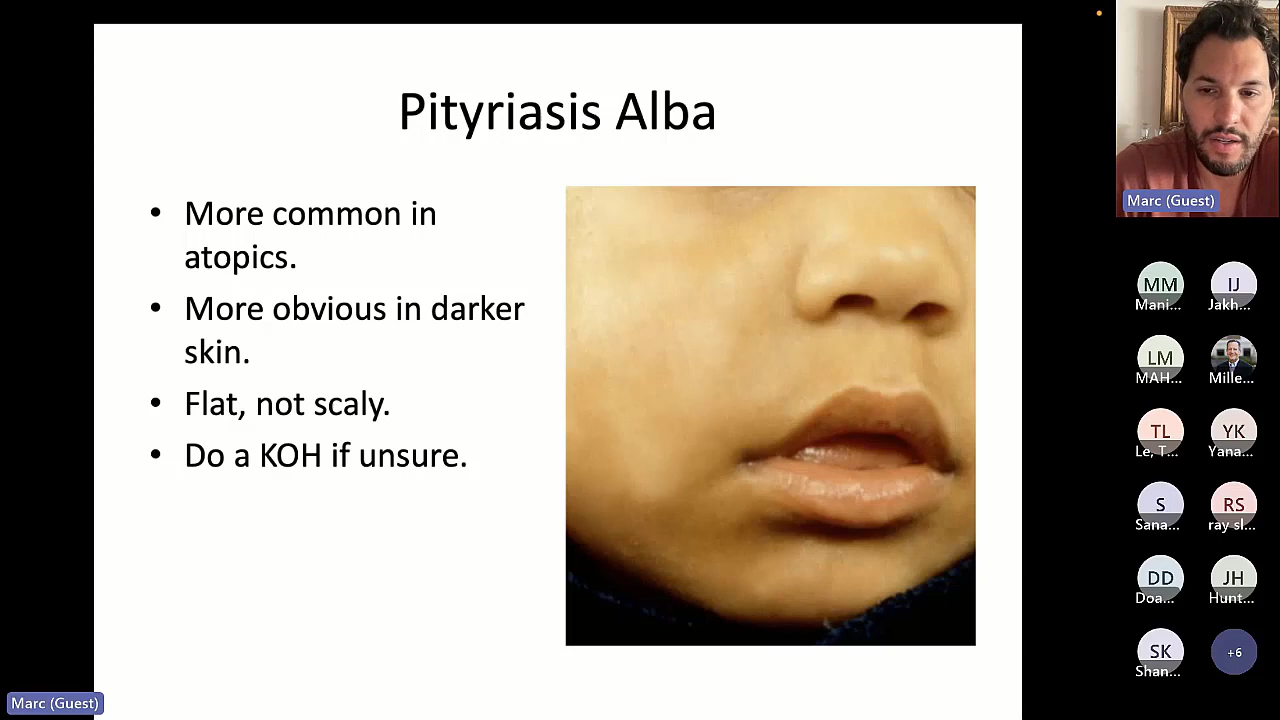 Pityriasis Alba
• More common in
atopics.
• More obvious in darker
skin.
• Flat, not scaly.
• Do a KOH if unsure.
Marc (Guest)
Marc (Guest)
MM
Mani...
IJ
Jakh...
LM
MAH...
Mille...
TL
Le, T...
YK
Yana...
S
Sana...
RS
ray sl...
DD
Doa...
JH
Hunt...
SK
Shan...
+6